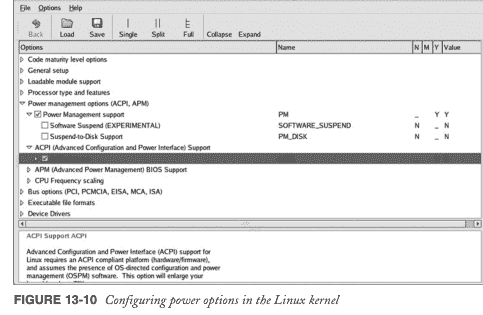 File Options Help
Back Load Save Single Split Full Collapse Expand
Options Name N M Y Value
Code maturity level options
General setup
Loadable module support
Processor type and features
Power management options (ACPI, APM)
Power Management support PM _ Y Y
Software Suspend (EXPERIMENTAL) SOFTWARE_SUSPEND N _ N
Suspend-to-Disk Support PM_DISK N _ N
ACPI (Advanced Configuration and Power Interface) Support
APM (Advanced Power Management) BIOS Support
CPU Frequency scaling
Bus options (PCI, PCMCIA, EISA, MCA, ISA)
Executable file formats
Device Drivers
ACPI Support ACPI
Advanced Configuration and Power Interface (ACPI) support for
Linux requires an ACPI compliant platform (hardware/firmware),
and assumes the presence of OS-directed configuration and power
management (OSPM) software. This option will enlarge your
FIGURE 13-10 Configuring power options in the Linux kernel